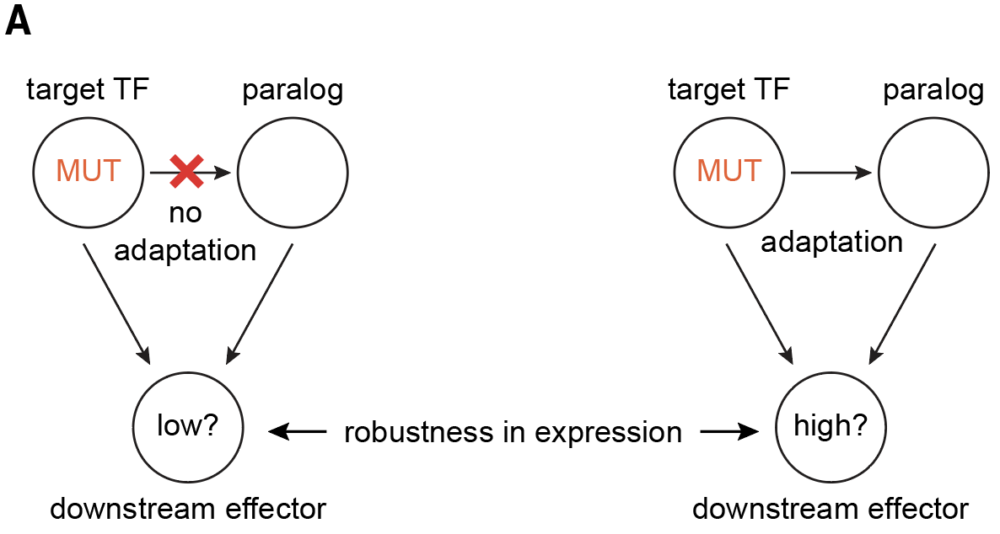 A
target TF
paralog
target TF
paralog
MUT
MUT
no
adaptation
adaptation
low?
robustness in expression
high?
downstream effector
downstream effector